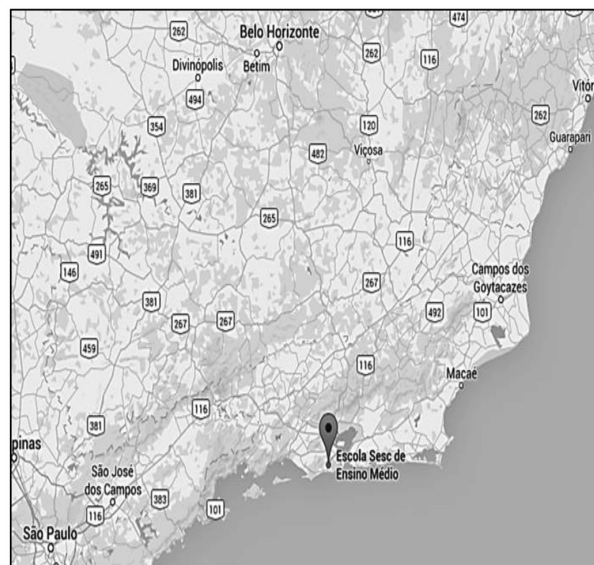 262
474
Belo Horizonte
Betim
262
116
Divinópolis
494
Vitór
354
120
262
Viçosa
Guarapari
482
265
369
381
265
491
116
146
Campos dos
Goytacazes
267
381
492
101
267
267
459
116
Macaé
116
381
Escola Sesc de
Ensino Médio
pinas
São José
dos Campos
383
101
116
São Paulo